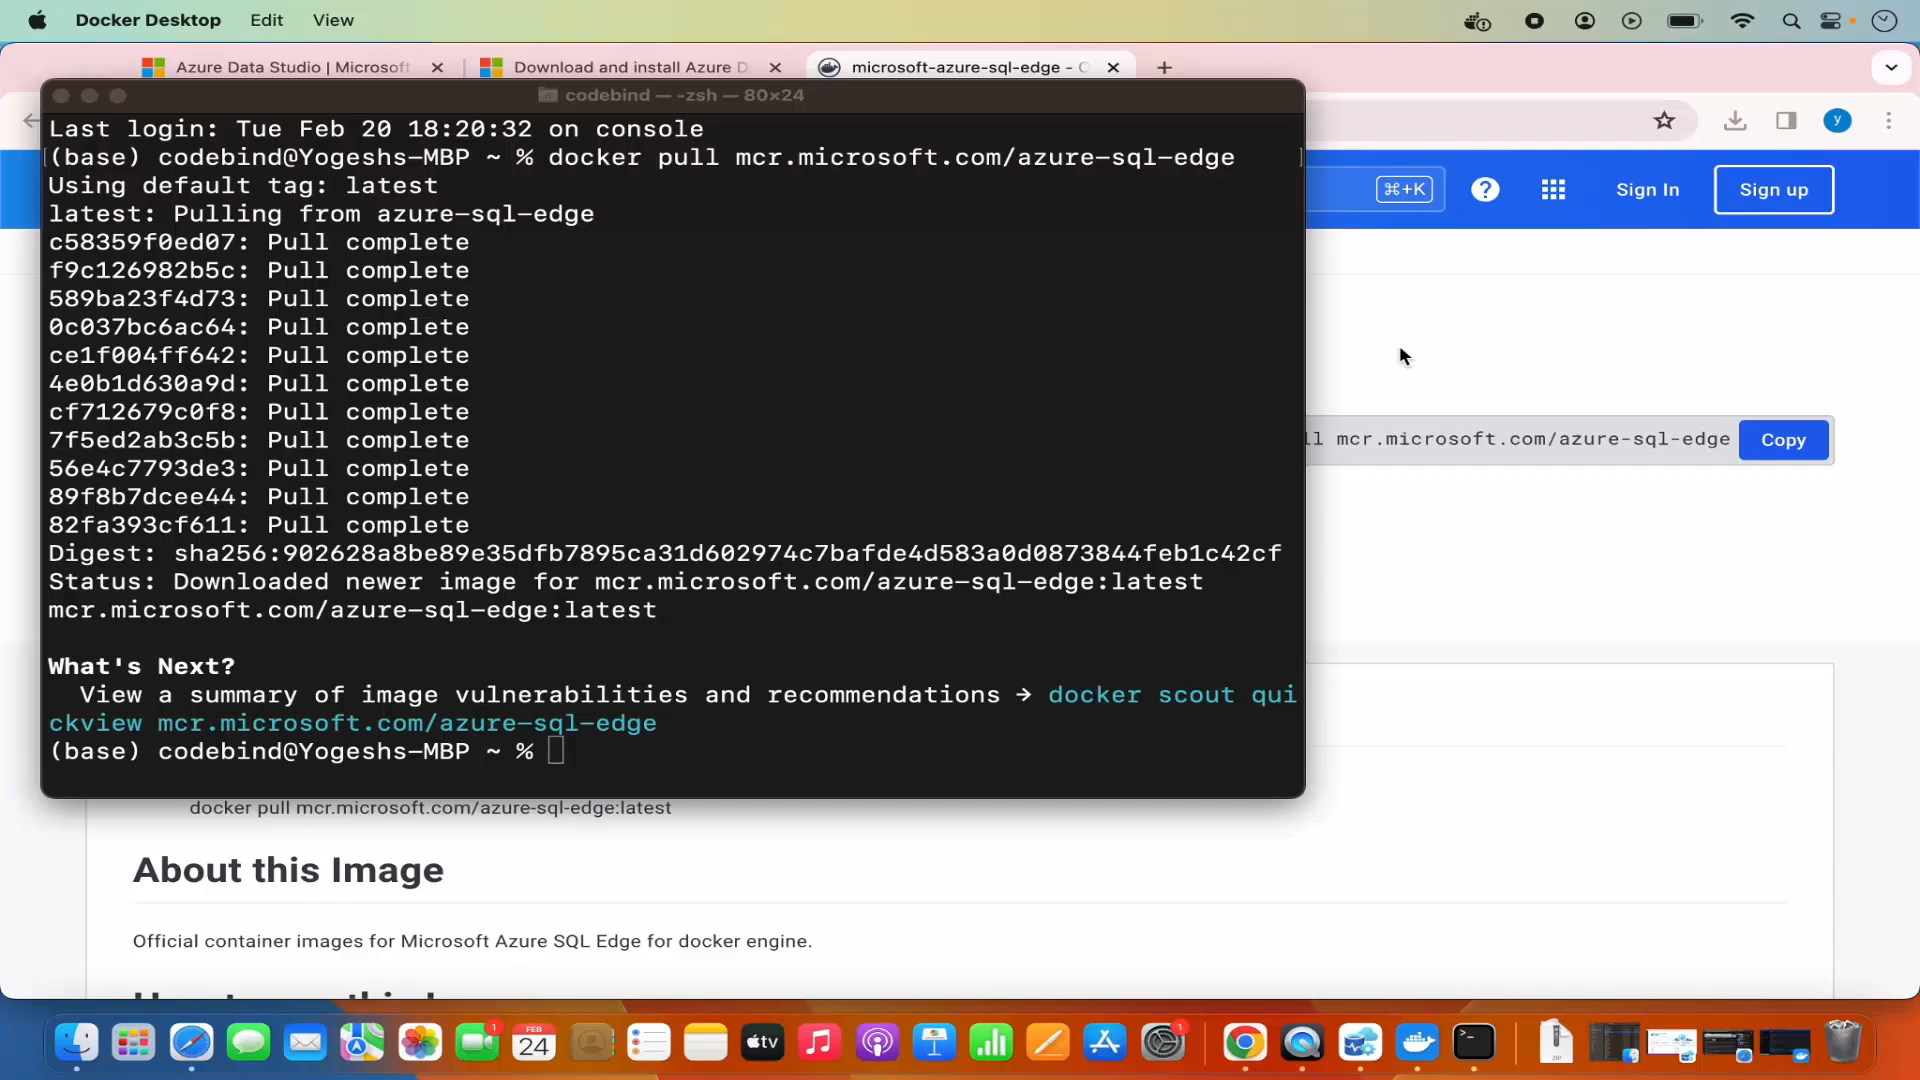 Docker Desktop Edit View
Azure Data Studio | Microsoft
Download and install Azure D
microsoft-azure-sql-edge -
codebind — -zsh — 80×24
y
Last login: Tue Feb 20 18:20:32 on console
(base) codebind@Yogeshs-MBP ~ % docker pull mcr.microsoft.com/azure-sql-edge
Using default tag: latest
latest: Pulling from azure-sql-edge
c58359f0ed07: Pull complete
f9c126982b5c: Pull complete
589ba23f4d73: Pull complete
0c037bc6ac64: Pull complete
ce1f004ff642: Pull complete
4e0b1d630a9d: Pull complete
cf712679c0f8: Pull complete
7f5ed2ab3c5b: Pull complete
56e4c7793de3: Pull complete
89f8b7dcee44: Pull complete
82fa393cf611: Pull complete
Digest: sha256:902628a8be89e35dfb7895ca31d602974c7bafde4d583a0d0873844feb1c42cf
Status: Downloaded newer image for mcr.microsoft.com/azure-sql-edge:latest
mcr.microsoft.com/azure-sql-edge:latest
What's Next?
View a summary of image vulnerabilities and recommendations → docker scout qui
ckview mcr.microsoft.com/azure-sql-edge
(base) codebind@Yogeshs-MBP ~ %
⌘+K
?
Sign In
Sign up
ll mcr.microsoft.com/azure-sql-edge
Copy
docker pull mcr.microsoft.com/azure-sql-edge:latest
About this Image
Official container images for Microsoft Azure SQL Edge for docker engine.
1
FEB
24
tv
1
ZIP